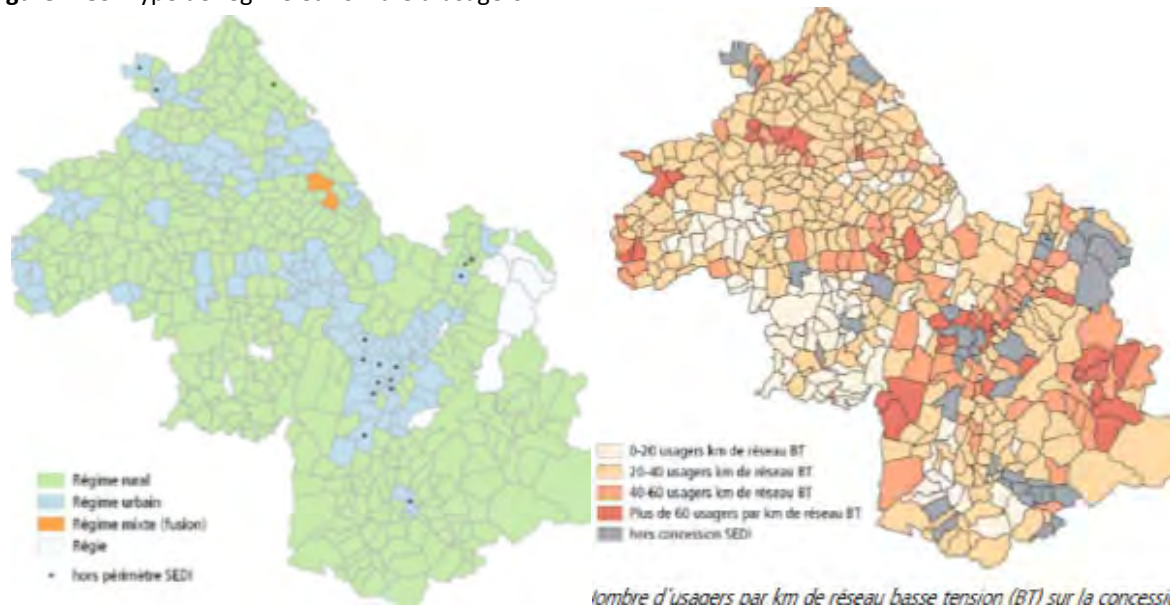 Régime rural
Régime urbain
Régime mixte (fusion)
Régie
hors périmètre SEDI
0-20 usagers km de réseau BT
20-40 usagers km de réseau BT
40-60 usagers km de réseau BT
Plus de 60 usagers par km de réseau BT
hors concession SEDI
d'usagers par km de réseau basse tension (BT) sur la concessi